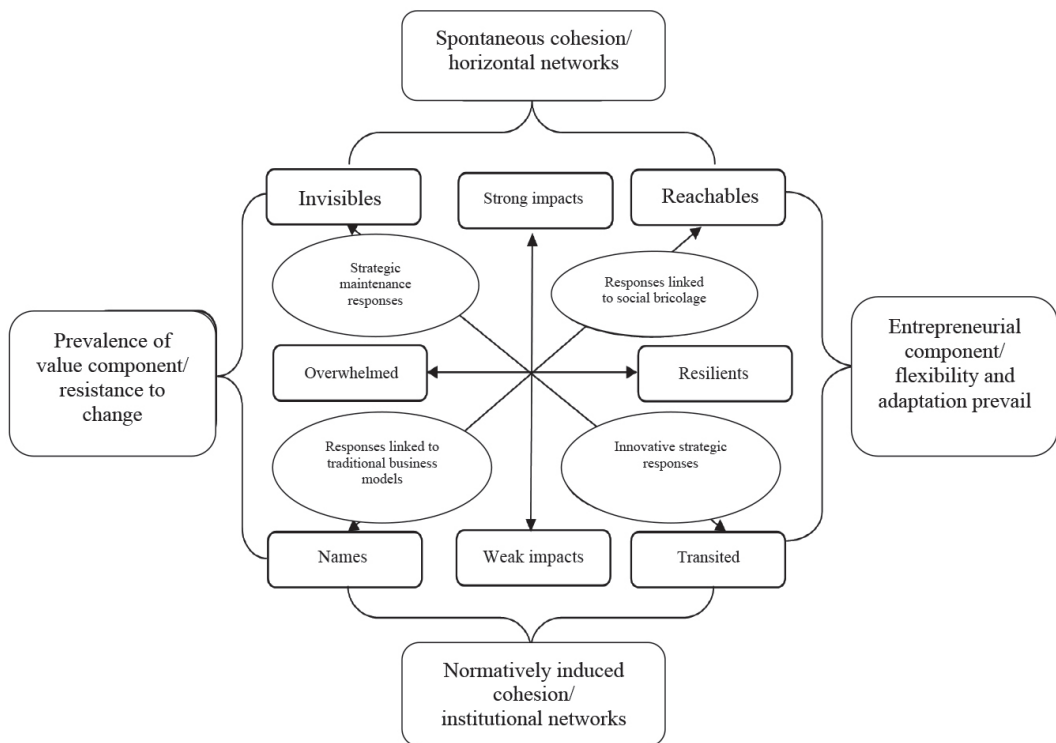 Spontaneous cohesion/
horizontal networks
Invisibles
Strong impacts
Reachables
Strategic
maintenance
responses
Responses linked
to social bricolage
Prevalence of
value component/
resistance to
change
Overwhelmed
Resilients
Entrepreneurial
component/
flexibility and
adaptation prevail
Responses linked to
traditional business
models
Innovative strategic
responses
Names
Weak impacts
Transited
Normatively induced
cohesion/
institutional networks